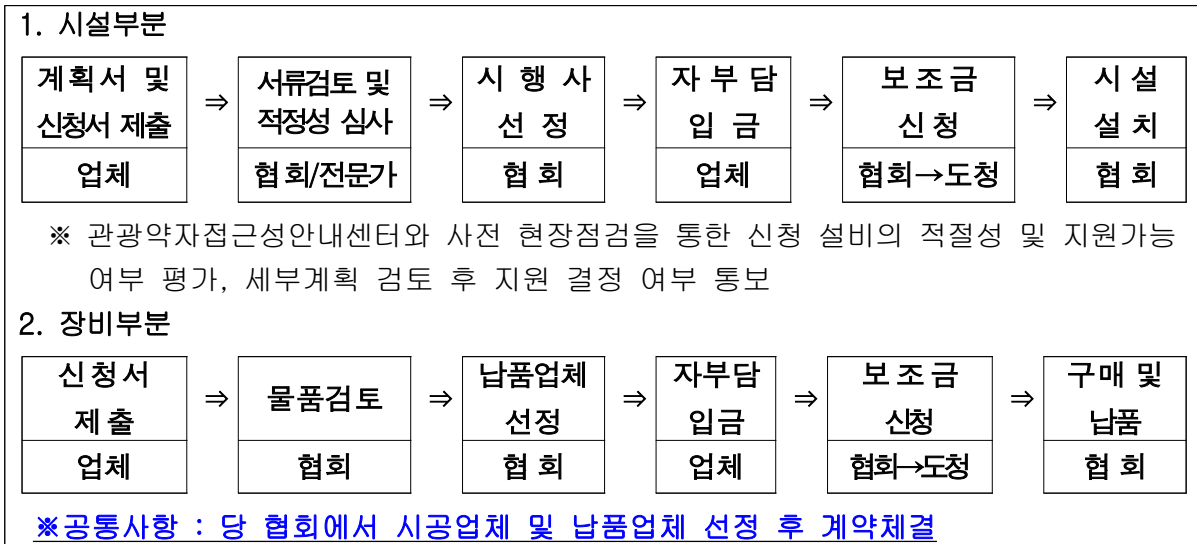 1. 시설부분
계획서 및 서류검토 및 시 행 사 자 부 담 보 조 금 시 설
신청서 제출 ⇒ 적정성 심사 ⇒ 선 정 ⇒ 입 금 ⇒ 신 청 ⇒ 설 치
업체 협회/전문가 협 회 업체 협회→도청 협 회
※ 관광약자접근성안내센터와 사전 현장점검을 통한 신청 설비의 적절성 및 지원가능
여부 평가, 세부계획 검토 후 지원 결정 여부 통보
2. 장비부분
신 청 서 물품검토 납품업체 자부담 보 조 금 구매 및
제 출 ⇒ ⇒ 선정 ⇒ 입금 ⇒ 신청 ⇒ 납품
업체 협회 협 회 업체 협회→도청 협 회
※공통사항 : 당 협회에서 시공업체 및 납품업체 선정 후 계약체결